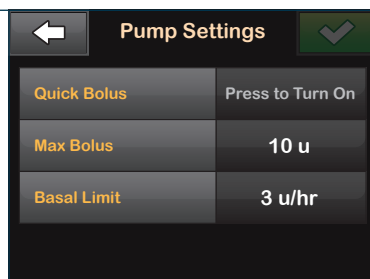 Pump Settings
Quick Bolus Press to Turn On
Max Bolus 10 u
Basal Limit 3 u/hr